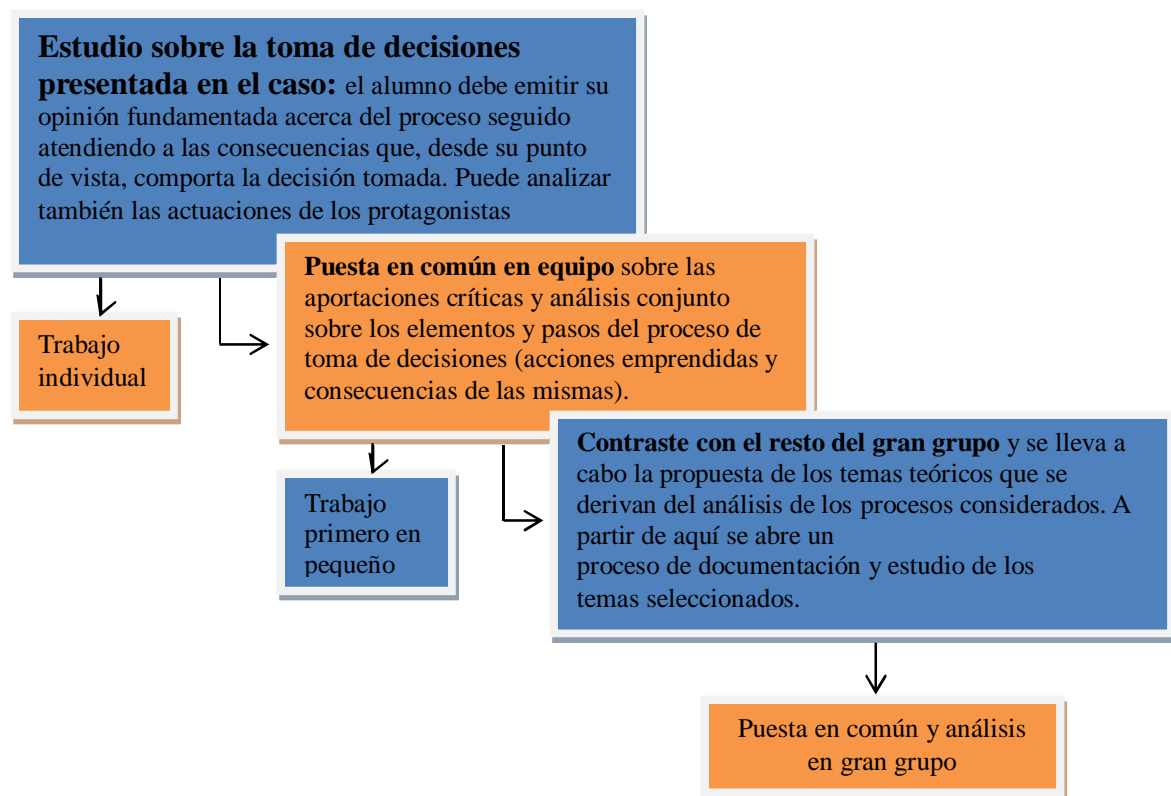 Estudio sobre la toma de decisiones
presentada en el caso: el alumno debe emitir su
opinión fundamentada acerca del proceso seguido
atendiendo a las consecuencias que, desde su punto
de vista, comporta la decisión tomada. Puede analizar
también las actuaciones de los protagonistas
Puesta en común en equipo sobre las
aportaciones críticas y análisis conjunto
sobre los elementos y pasos del proceso de
toma de decisiones (acciones emprendidas y
consecuencias de las mismas).
Trabajo
individual
Contraste con el resto del gran grupo y se lleva a
cabo la propuesta de los temas teóricos que se
derivan del análisis de los procesos considerados. A
partir de aquí se abre un
proceso de documentación y estudio de los
temas seleccionados.
Trabajo
primero en
pequeño
Puesta en común y análisis
en gran grupo